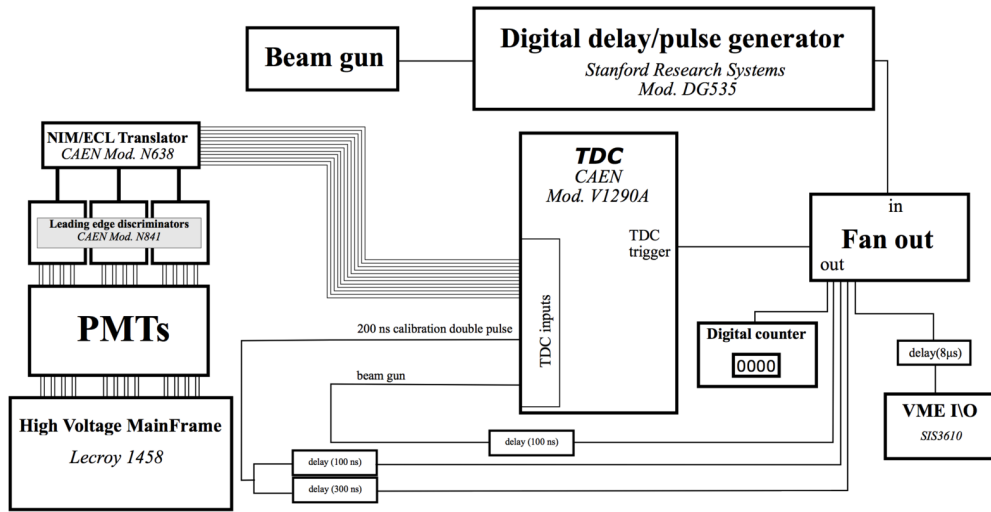 Beam gun
Digital delay/pulse generator
Stanford Research Systems
Mod. DG535
NIM/ECL Translator
CAEN Mod. N638
Leading edge discriminators
CAEN Mod. N841
PMTs
High Voltage MainFrame
Lecroy 1458
TDC
CAEN
Mod. V1290A
TDC
trigger
TDC inputs
200 ns calibration double pulse
beam gun
in
Fan out
out
Digital counter
0000
delay(8μs)
VME I\O
SIS3610
delay (100 ns)
delay (100 ns)
delay (300 ns)